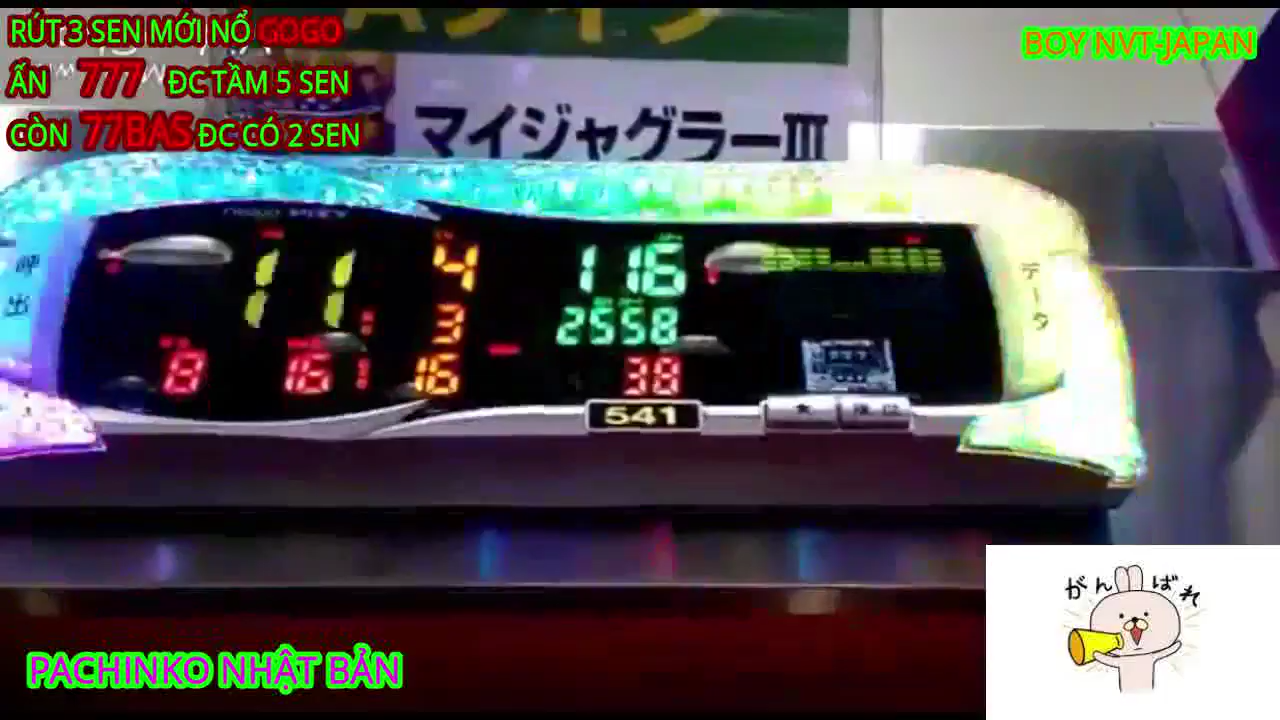 RÚT 3 SEN MỚI NỔ GOGO
BOY NVT-JAPAN
ẤN 777 ĐC TẦM 5 SEN
CÒN 77BAS ĐC CÓ 2 SEN
マイジャグラーIII
11 4 116
データ
3 2558
8 16 16 38
541
がんばれ
PACHINKO NHẬT BẢN